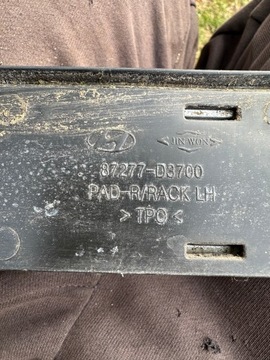 JIN WON
87277-D3700
PAD-R/RACK LH
> TPO <